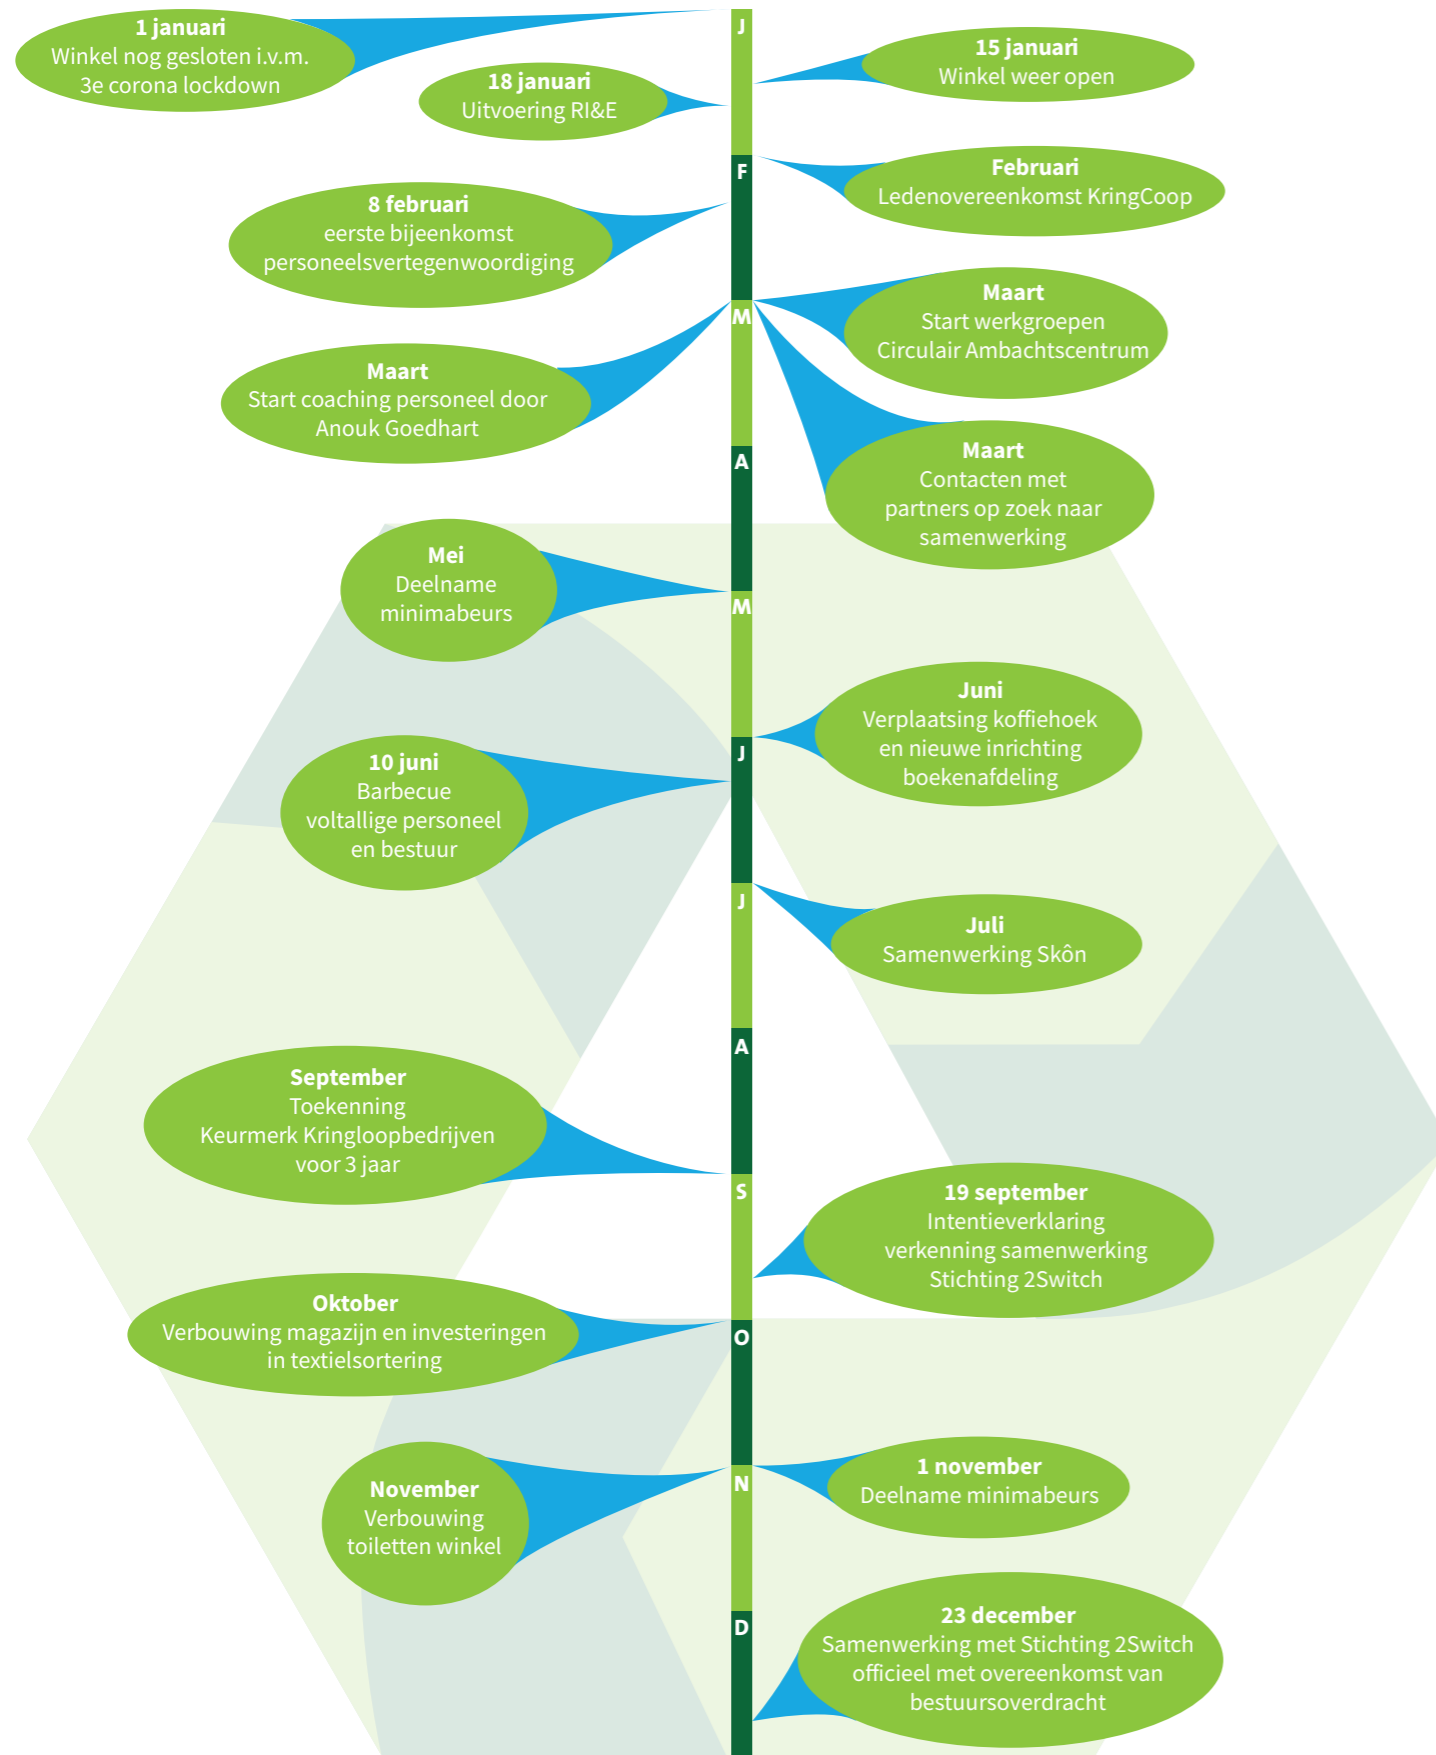 1 januari
Winkel nog gesloten i.v.m.
3e corona lockdown
J
15 januari
Winkel weer open
18 januari
Uitvoering RI&E
F
Februari
Ledenovereenkomst KringCoop
8 februari
eerste bijeenkomst
personeelsvertegenwoordiging
M
Maart
Start werkgroepen
Circulair Ambachtscentrum
Maart
Start coaching personeel door
Anouk Goedhart
Maart
Contacten met
partners op zoek naar
samenwerking
A
Mei
Deelname
minimabeurs
M
Juni
Verplaatsing koffiehoek
en nieuwe inrichting
boekenafdeling
J
10 juni
Barbecue
voltallige personeel
en bestuur
J
Juli
Samenwerking Skôn
A
September
Toekenning
Keurmerk Kringloopbedrijven
voor 3 jaar
S
19 september
Intentieverklaring
verkenning samenwerking
Stichting 2Switch
Oktober
Verbouwing magazijn en investeringen
in textielsortering
O
1 november
Deelname minimabeurs
N
November
Verbouwing
toiletten winkel
D
23 december
Samenwerking met Stichting 2Switch
officieel met overeenkomst van
bestuursoverdracht